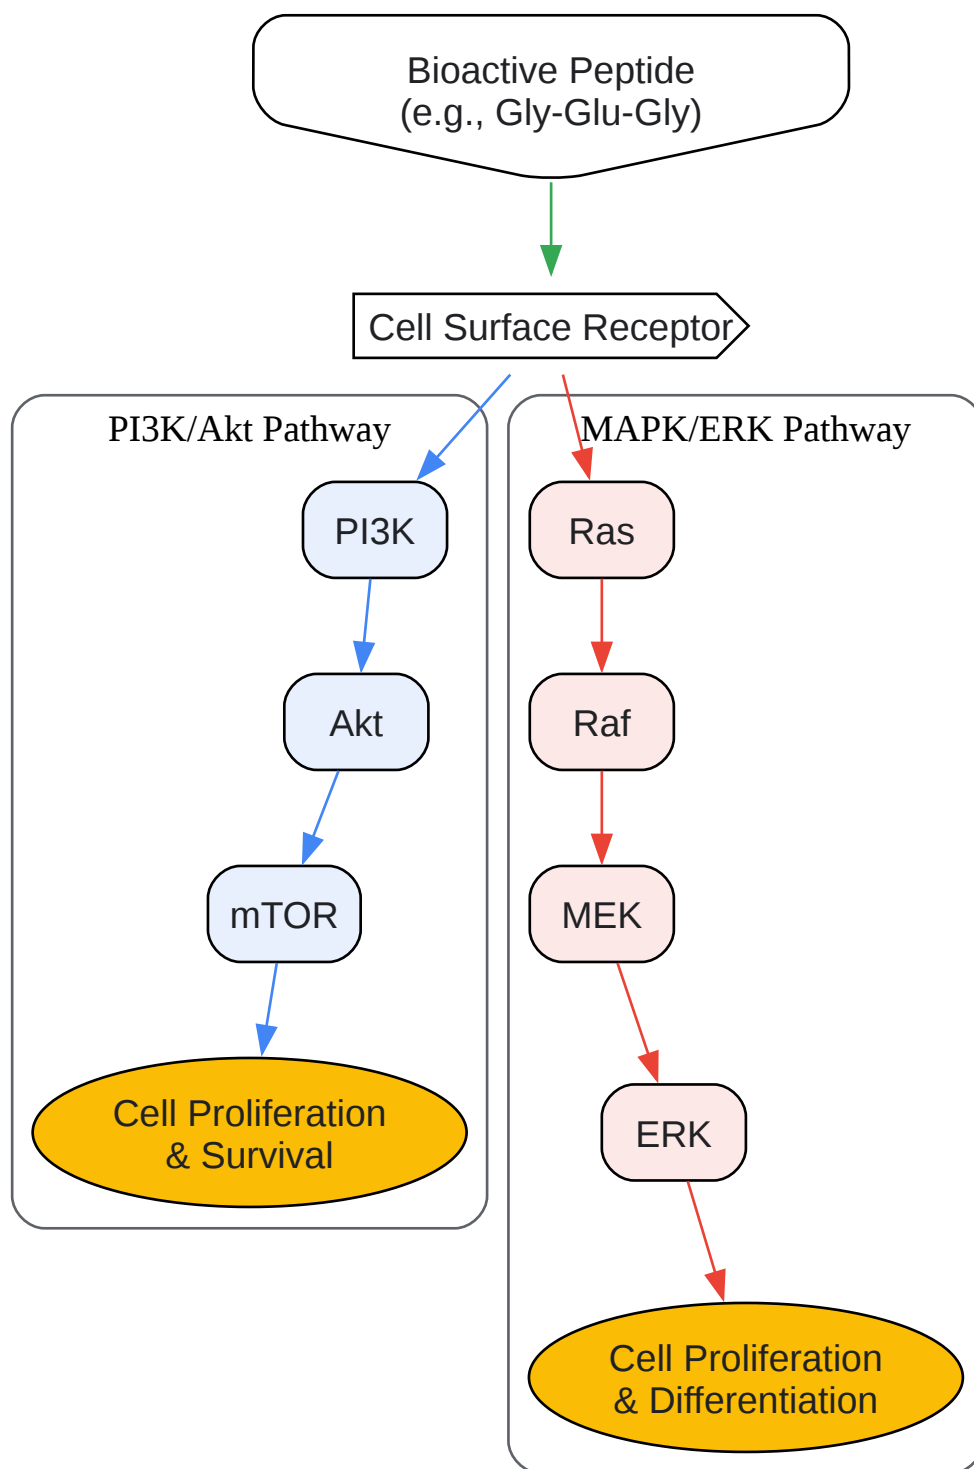 Bioactive Peptide
(e.g., Gly-Glu-Gly)
Cell Surface Receptor
PI3K/Akt Pathway
PI3K
Akt
mTOR
Cell Proliferation
& Survival
MAPK/ERK Pathway
Ras
Raf
MEK
ERK
Cell Proliferation
& Differentiation